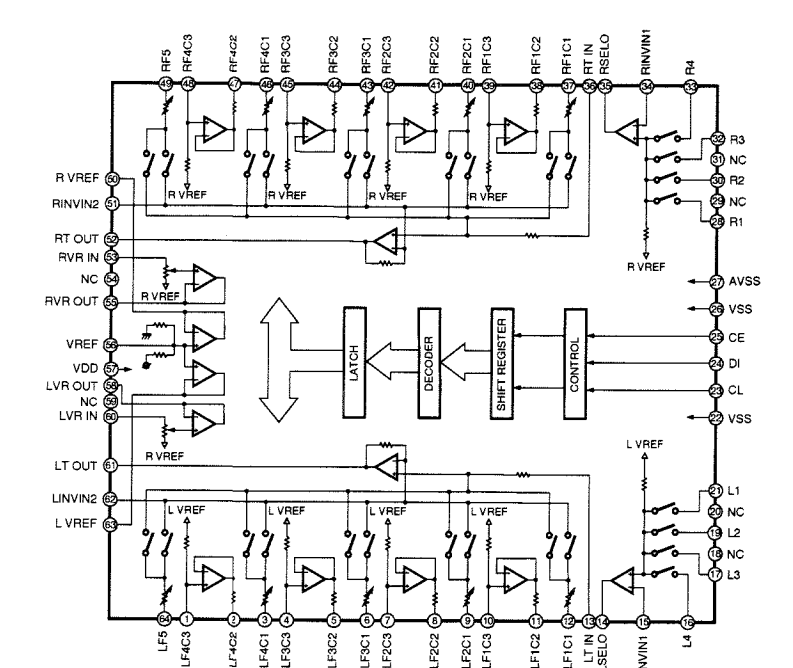 RF5
RF4C3
RF4C2
RF4C1
RF3C3
RF3C2
RF3C1
RF2C3
RF2C2
RF2C1
RF1C3
RF1C2
RF1C1
RT IN
RSELO
RINVIN1
R4
49 48 47 46 45 44 43 42 41 40 39 38 37 36 35 34 33
R VREF 50
RINVIN2 51
RT OUT 52
RVR IN 53
NC 54
RVR OUT 55
VREF 56
VDD 57
LVR OUT 58
NC 59
LVR IN 60
LT OUT 61
LINVIN2 62
L VREF 63
R VREF
R VREF
R VREF
R VREF
R VREF
R VREF
R VREF
LATCH
DECODER
SHIFT REGISTER
CONTROL
32 R3
31 NC
30 R2
29 NC
28 R1
27 AVSS
26 VSS
25 CE
24 DI
23 CL
22 VSS
L VREF
21 L1
20 NC
19 L2
18 NC
17 L3
L VREF
L VREF
L VREF
L VREF
64 1 2 3 4 5 6 7 8 9 10 11 12 13 14 15 16
LF5
LF4C3
LF4C2
LF4C1
LF3C3
LF3C2
LF3C1
LF2C3
LF2C2
LF2C1
LF1C3
LF1C2
LF1C1
LT IN
SELO
NVIN1
L4